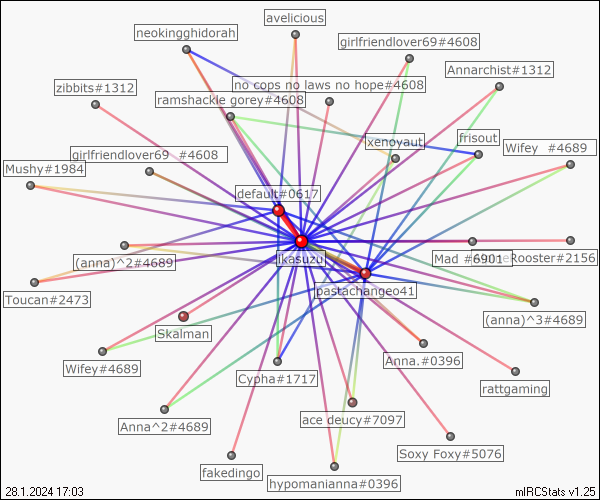 avelicious
neokingghidorah
girlfriendlover69#4608
Annarchist#1312
zibbits#1312
no cops no laws no hope#4608
ramshackle gorey#4608
frisout
xenoyaut
Wifey #4689
girlfriendlover69 #4608
Mushy#1984
default#0617
(anna)^2#4689
jkasuzu
Mad #6901
Rooster#2156
pastachangeo41
Toucan#2473
(anna)^3#4689
Skalman
Wifey#4689
Anna.#0396
Cypha#1717
rattgaming
Anna^2#4689
ace deucy#7097
Soxy Foxy#5076
fakedingo
hypomanianna#0396
28.1.2024 17:03
mIRCStats v1.25